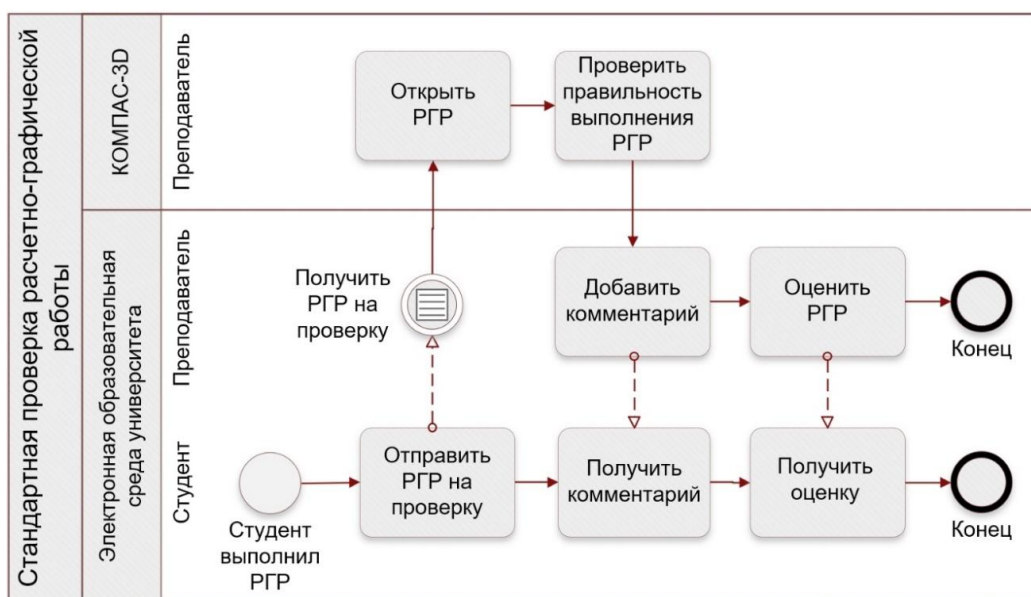 Стандартная проверка расчетно-графической
работы
КОМПАС-3D
Преподаватель
Открыть
РГР
Проверить
правильность
выполнения
РГР
Электронная образовательная
среда университета
Преподаватель
Получить
РГР на
проверку
Добавить
комментарий
Оценить
РГР
Конец
Студент
Студент
выполнил
РГР
Отправить
РГР на
проверку
Получить
комментарий
Получить
оценку
Конец